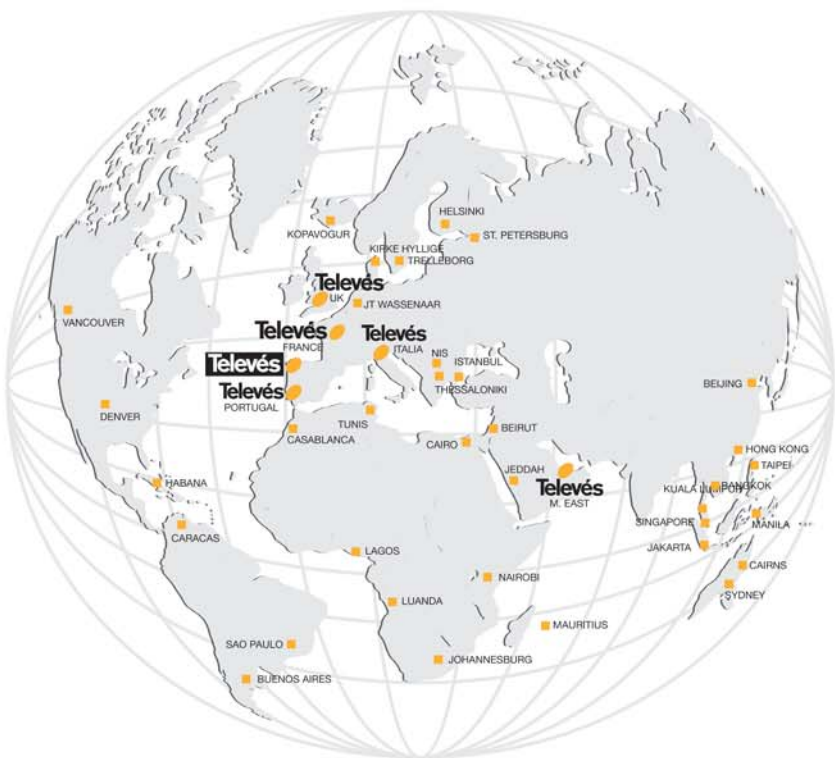 HELSINKI
KOPAVOGUR
ST. PETERSBURG
KIRKE HYLLIGE
TRELLEBORG
Televés
UK
JT WASSENAAR
VANCOUVER
Televés
FRANCE
Televés
ITALIA
NIS
ISTANBUL
Televés
THESSALONIKI
BEIJING
Televés
PORTUGAL
DENVER
TUNIS
CASABLANCA
CAIRO
BEIRUT
HONG KONG
TAIPEI
HABANA
JEDDAH
Televés
M. EAST
BANGKOK
KUALA LUMPUR
SINGAPORE
MANILA
CARACAS
LAGOS
JAKARTA
NAIROBI
CAIRNS
LUANDA
SYDNEY
MAURITIUS
SAO PAULO
JOHANNESBURG
BUENOS AIRES